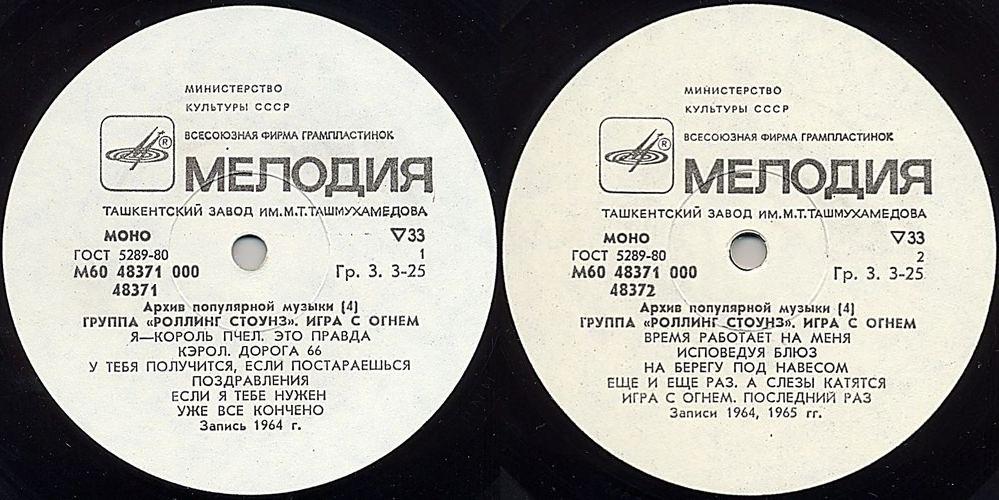 МИНИСТЕРСТВО
КУЛЬТУРЫ СССР
ВСЕСОЮЗНАЯ ФИРМА ГРАМПЛАСТИНОК
®
МЕЛОДИЯ
ТАШКЕНТСКИЙ ЗАВОД ИМ.М.Т.ТАШМУХАМЕДОВА
МОНО ▽33
ГОСТ 5289-80 1
М60 48371 000 Гр. 3. 3-25
48371
Архив популярной музыки (4)
ГРУППА «РОЛЛИНГ СТОУНЗ». ИГРА С ОГНЕМ
Я—КОРОЛЬ ПЧЕЛ. ЭТО ПРАВДА
КЭРОЛ. ДОРОГА 66
У ТЕБЯ ПОЛУЧИТСЯ, ЕСЛИ ПОСТАРАЕШЬСЯ
ПОЗДРАВЛЕНИЯ
ЕСЛИ Я ТЕБЕ НУЖЕН
УЖЕ ВСЕ КОНЧЕНО
Запись 1964 г.
МИНИСТЕРСТВО
КУЛЬТУРЫ СССР
ВСЕСОЮЗНАЯ ФИРМА ГРАМПЛАСТИНОК
®
МЕЛОДИЯ
ТАШКЕНТСКИЙ ЗАВОД ИМ.М.Т.ТАШМУХАМЕДОВА
МОНО ▽33
ГОСТ 5289-80 2
М60 48371 000 Гр. 3. 3-25
48372
Архив популярной музыки (4)
ГРУППА «РОЛЛИНГ СТОУНЗ». ИГРА С ОГНЕМ
ВРЕМЯ РАБОТАЕТ НА МЕНЯ
ИСПОВЕДУЯ БЛЮЗ
НА БЕРЕГУ ПОД НАВЕСОМ
ЕЩЕ И ЕЩЕ РАЗ. А СЛЕЗЫ КАТЯТСЯ
ИГРА С ОГНЕМ. ПОСЛЕДНИЙ РАЗ
Записи 1964, 1965 гг.